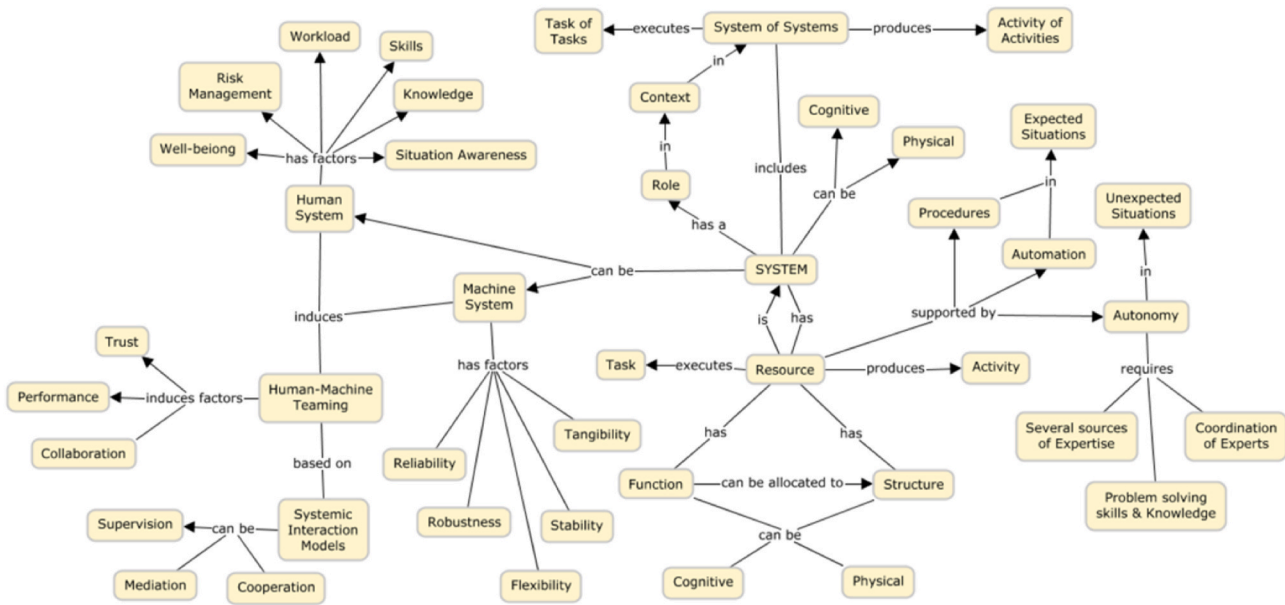 Workload
Skills
Task of
Tasks
executes
System of Systems
produces
Activity of
Activities
in
Risk
Management
Knowledge
Context
Cognitive
Expected
Situations
Well-beiong
has factors
Situation Awareness
in
Physical
includes
Role
can be
in
Human
System
has a
Procedures
Unexpected
Situations
Automation
can be
SYSTEM
in
Machine
System
induces
is
has
supported by
Autonomy
Trust
has factors
Task
executes
Resource
produces
Activity
requires
Performance
induces factors
Human-Machine
Teaming
Collaboration
Tangibility
has
has
Several sources
of Expertise
Coordination
of Experts
based on
Reliability
Function
can be allocated to
Structure
Problem solving
skills & Knowledge
Supervision
can be
Systemic
Interaction
Models
Robustness
Stability
can be
Mediation
Cooperation
Flexibility
Cognitive
Physical